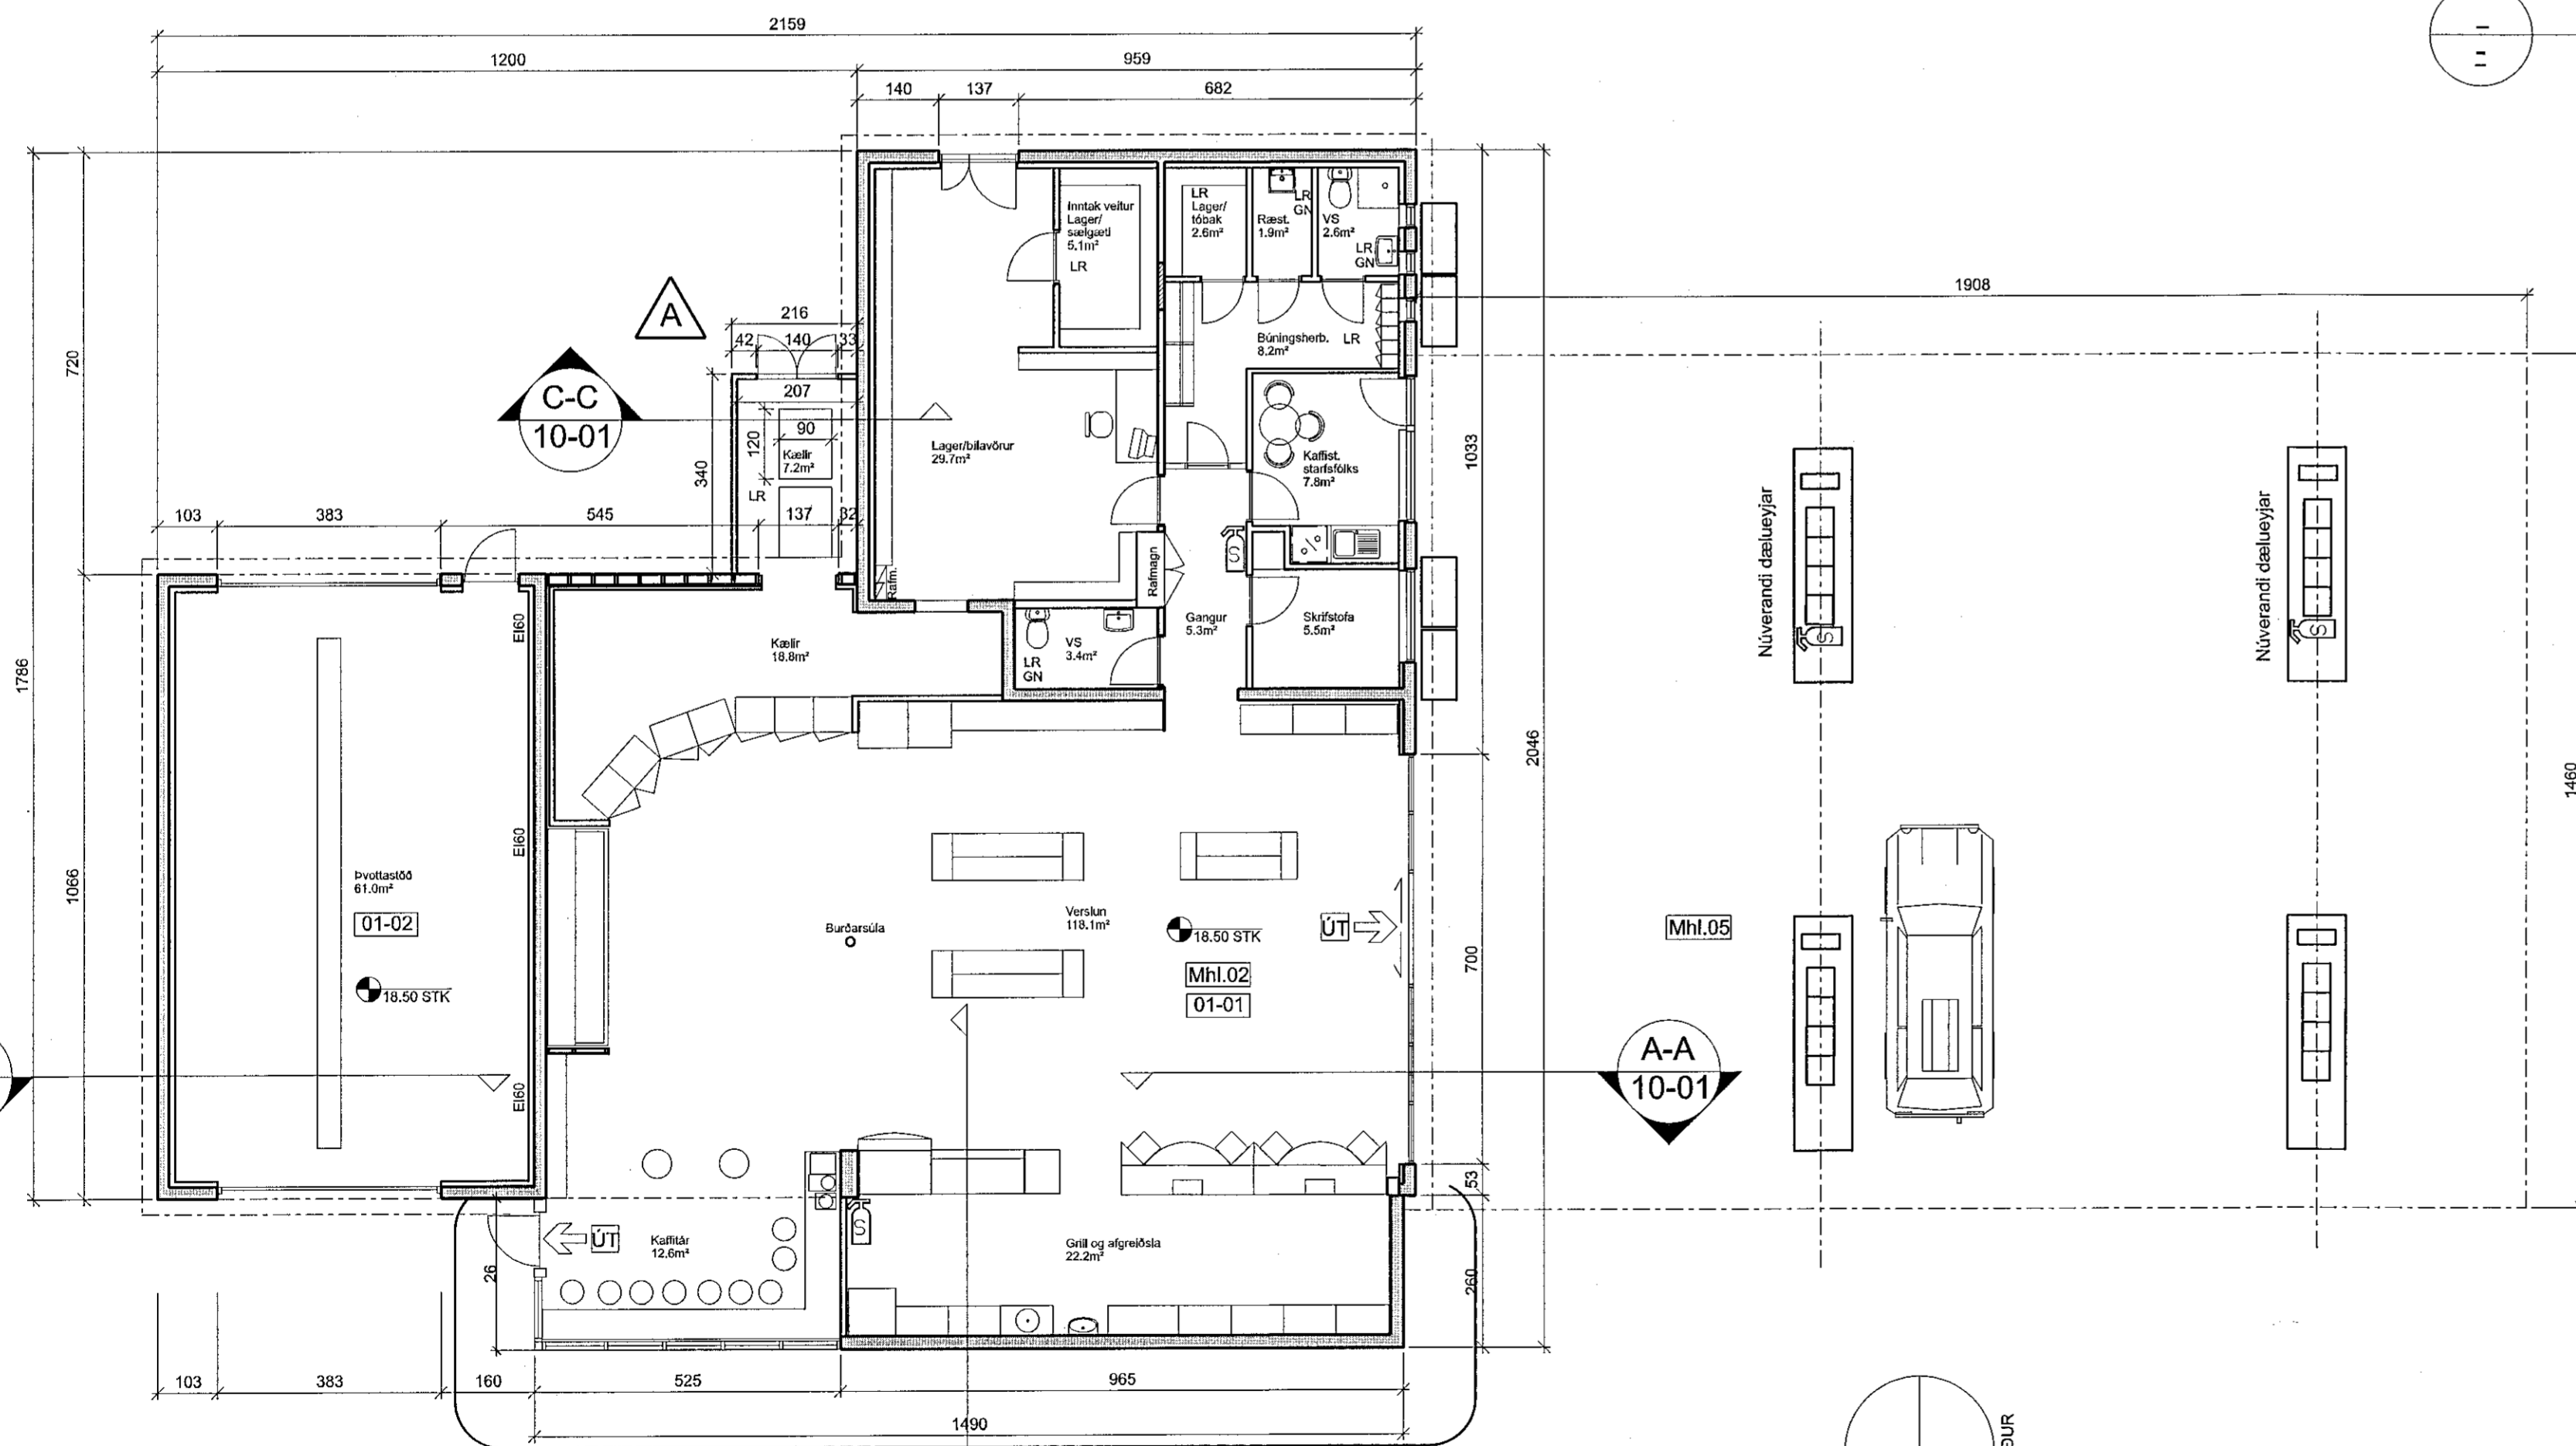 2159
1200
959
140
137
682
Inntak veitur
Lager/
sælgæti
5.1m²
LR
LR
Lager/
tóbak
2.6m²
Ræst.
1.9m²
LR
GN
VS
2.6m²
LR
GN
1908
A
216
42
140
33
207
C-C
10-01
720
120
90
Kælir
7.2m²
340
LR
Búningsherb.
8.2m²
LR
Lager/bílavörur
29.7m²
Kaffist.
starfsfólks
7.8m²
1033
103
383
545
137
32
Núverandi dælueyjar
Núverandi dælueyjar
S
Rafm.
Rafmagn
EI60
Kælir
18.8m²
VS
3.4m²
LR
GN
Gangur
5.3m²
Skrifstofa
5.5m²
S
S
1786
2046
1460
EI60
Þvottastöð
61.0m²
01-02
1066
18.50 STK
Burðarsúla
Verslun
118.1m²
18.50 STK
ÚT
Mhl.02
01-01
700
Mhl.05
A-A
10-01
EI60
53
S
ÚT
Kaffitár
12.6m²
Grill og afgreiðsla
22.2m²
26
260
103
383
160
525
965
1490